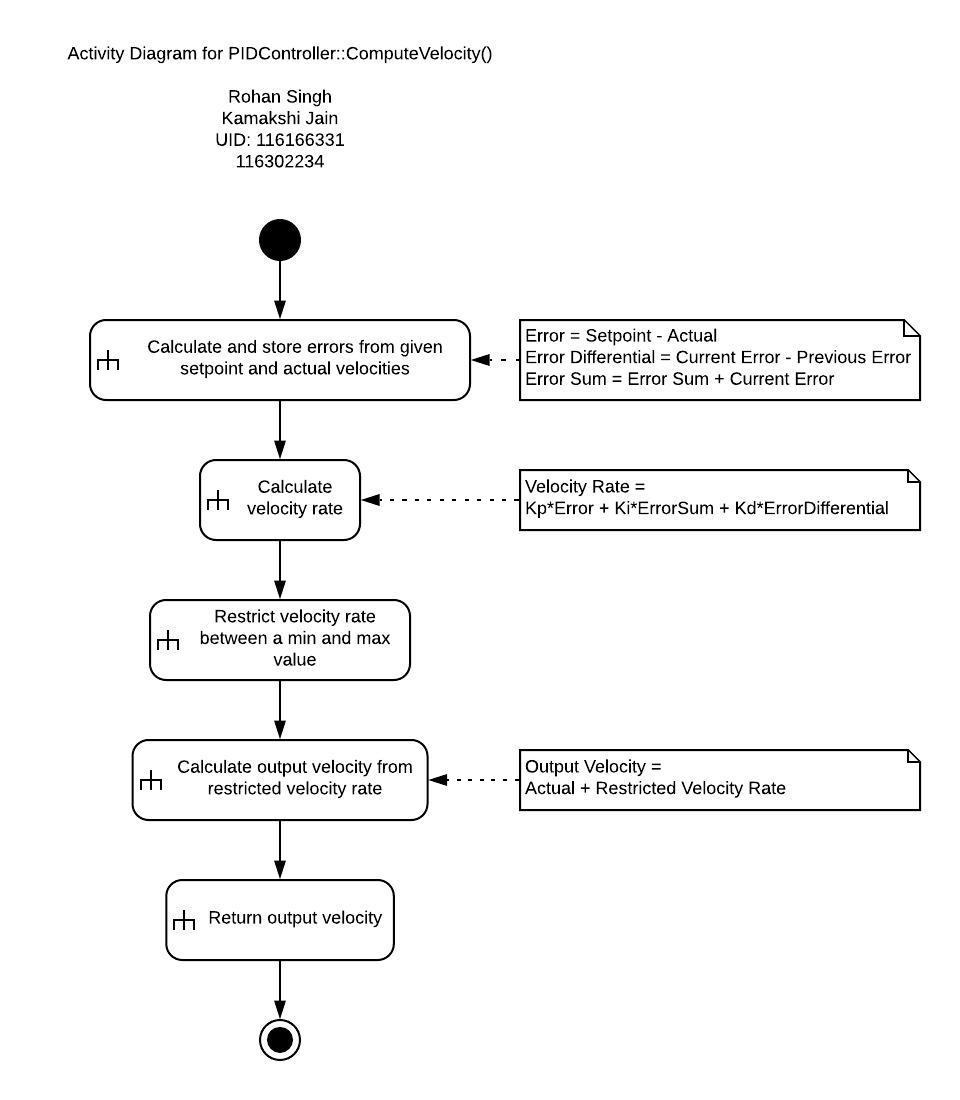 Activity Diagram for PIDController::ComputeVelocity()
Rohan Singh
Kamakshi Jain
UID: 116166331
116302234
Calculate and store errors from given
setpoint and actual velocities
Error = Setpoint - Actual
Error Differential = Current Error - Previous Error
Error Sum = Error Sum + Current Error
Calculate
velocity rate
Velocity Rate =
Kp*Error + Ki*ErrorSum + Kd*ErrorDifferential
Restrict velocity rate
between a min and max
value
Calculate output velocity from
restricted velocity rate
Output Velocity =
Actual + Restricted Velocity Rate
Return output velocity